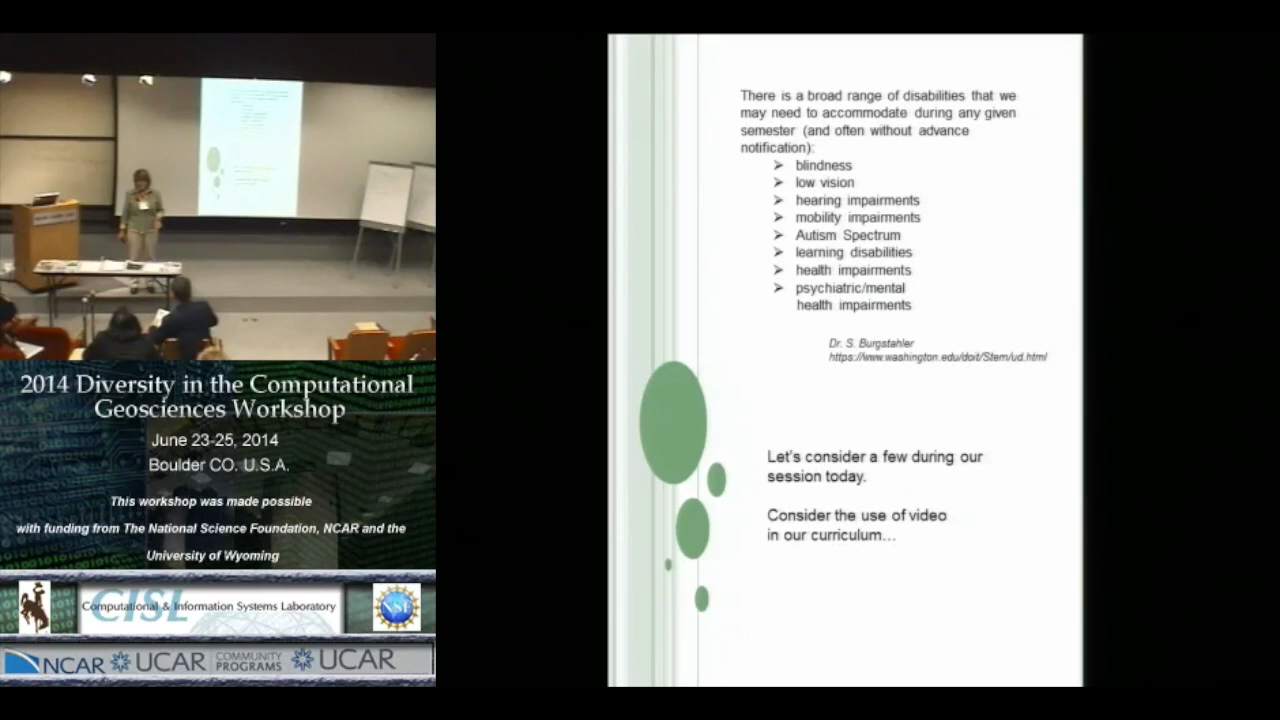 2014 Diversity in the Computational
Geosciences Workshop
June 23-25, 2014
Boulder CO. U.S.A.
This workshop was made possible
with funding from The National Science Foundation, NCAR and the
University of Wyoming
CISL
Computational & Information Systems Laboratory
NSF
NCAR
UCAR
COMMUNITY
PROGRAMS
UCAR
There is a broad range of disabilities that we
may need to accommodate during any given
semester (and often without advance
notification):
➢ blindness
➢ low vision
➢ hearing impairments
➢ mobility impairments
➢ Autism Spectrum
➢ learning disabilities
➢ health impairments
➢ psychiatric/mental
health impairments
Dr. S. Burgstahler
https://www.washington.edu/doit/Stem/ud.html
Let's consider a few during our
session today.
Consider the use of video
in our curriculum…